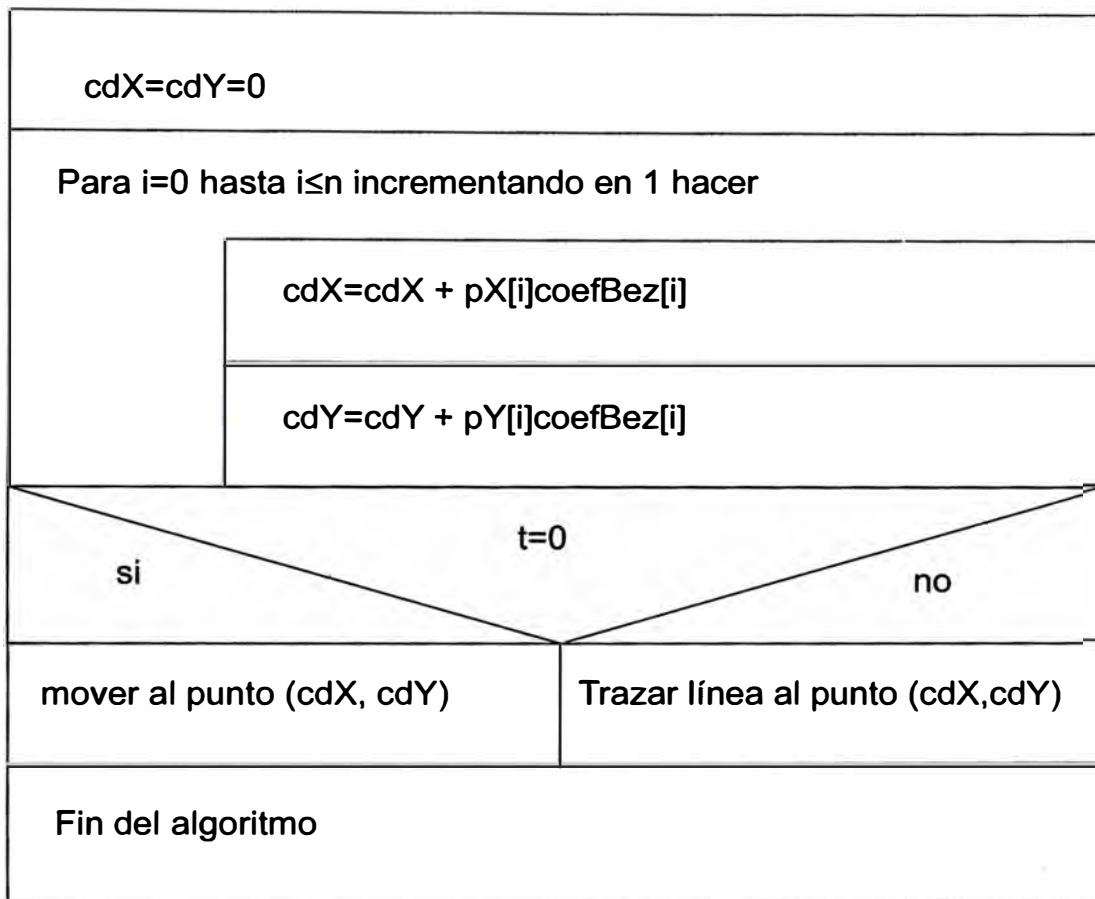 cdX=cdY=0
Para i=0 hasta i≤n incrementando en 1 hacer
cdX=cdX + pX[i]coefBez[i]
cdY=cdY + pY[i]coefBez[i]
t=0
si
no
mover al punto (cdX, cdY)
Trazar línea al punto (cdX,cdY)
Fin del algoritmo